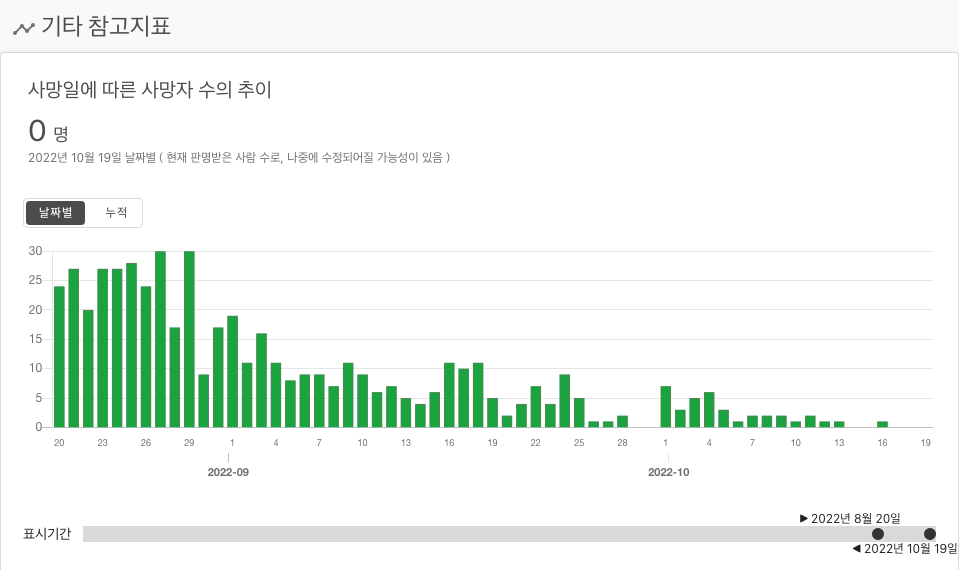 기타 참고지표
사망일에 따른 사망자 수의 추이
0 명
2022년 10월 19일 날짜별 ( 현재 판명받은 사람 수로, 나중에 수정되어질 가능성이 있음 )
날짜별 누적
30
25
20
15
10
5
0
20 23 26 29 1 4 7 10 13 16 19 22 25 28 1 4 7 10 13 16 19
2022-09 2022-10
▶ 2022년 8월 20일
표시기간
◀ 2022년 10월 19일